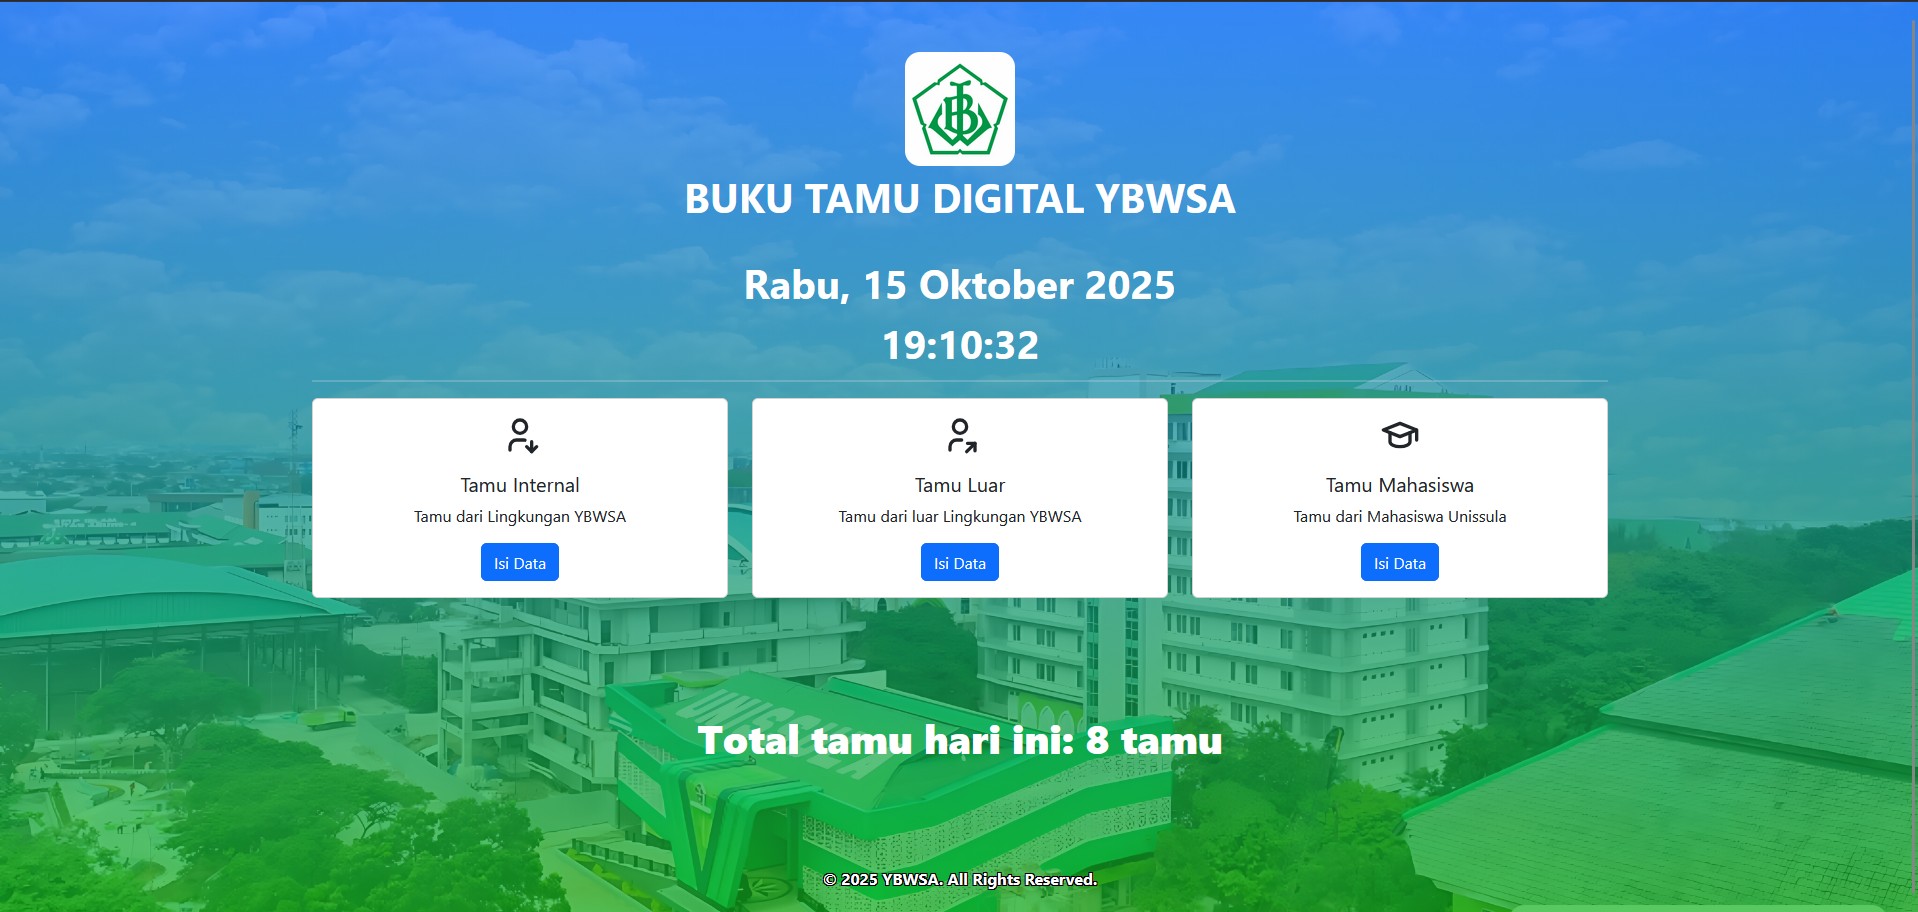 BUKU TAMU DIGITAL YBWSA
Rabu, 15 Oktober 2025
19:10:32
Tamu Internal
Tamu dari Lingkungan YBWSA
Isi Data
Tamu Luar
Tamu dari luar Lingkungan YBWSA
Isi Data
Tamu Mahasiswa
Tamu dari Mahasiswa Unissula
Isi Data
UNISSULA
Total tamu hari ini: 8 tamu
© 2025 YBWSA. All Rights Reserved.